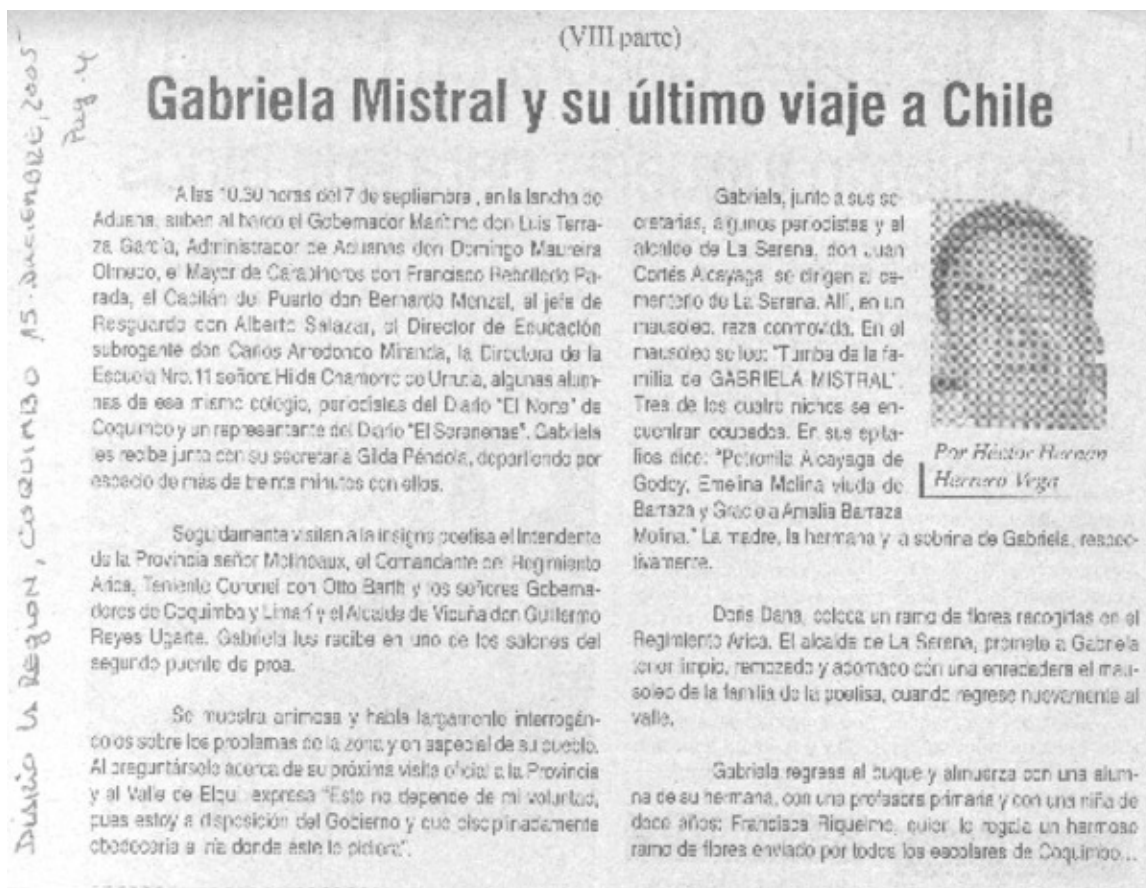 (VIII parte)
Gabriela Mistral y su último viaje a Chile
Diario La Región, Coquimbo 15-Diciembre, 2005
Pag 4
"A las 10.30 horas del 7 de septiembre, en la lancha de
Aduana, suben al barco el Gobernador Marítimo don Luis Terra-
za García, Administrador de Aduanas don Domingo Maureira
Olmedo, el Mayor de Carabineros don Francisco Rebolledo Pa-
rada, el Capitán del Puerto don Bernardo Menzel, el jefe de
Resguardo don Alberto Salazar, el Director de Educación
subrogante don Carlos Arredondo Miranda, la Directora de la
Escuela Nro. 11 señora Hilda Chamorro de Urrutia, algunas alum-
nas de ese mismo colegio, periodistas del Diario "El Norte" de
Coquimbo y un representante del Diario "El Serenense". Gabriela
les recibe junto con su secretaria Gilda Péndola, departiendo por
espacio de más de treinta minutos con ellos.
Seguidamente visitan a la insigne poetisa el Intendente
de la Provincia señor Molineaux, el Comandante del Regimiento
Arica, Teniente Coronel don Otto Barth y los señores Goberna-
dores de Coquimbo y Limarí y el Alcalde de Vicuña don Guillermo
Reyes Ugarte. Gabriela los recibe en uno de los salones del
segundo puente de proa.
Se muestra animosa y habla largamente interrogán-
dolos sobre los problemas de la zona y en especial de su pueblo.
Al preguntársele acerca de su próxima visita oficial a la Provincia
y al Valle de Elqui expresa "Esto no depende de mi voluntad,
pues estoy a disposición del Gobierno y que disciplinadamente
obedecería e iría donde éste lo pidiera".
Gabriela, junto a sus se-
cretarias, algunos periodistas y el
alcalde de La Serena, don Juan
Cortés Alcayaga se dirigen al ce-
menterio de La Serena. Allí, en un
mausoleo, reza conmovida. En el
mausoleo se lee: "Tumba de la fa-
milia de GABRIELA MISTRAL".
Tres de los cuatro nichos se en-
cuentran ocupados. En sus epita-
fios dice: "Petronila Alcayaga de
Godoy, Emelina Molina viuda de
Barraza y Graciela Amalia Barraza
Molina." La madre, la hermana y la sobrina de Gabriela, respec-
tivamente.
Por Héctor Hernán
Herrera Vega
Doris Dana, coloca un ramo de flores recogidas en el
Regimiento Arica. El alcalde de La Serena, promete a Gabriela
tener limpio, remozado y adornado con una enredadera el mau-
soleo de la familia de la poetisa, cuando regrese nuevamente al
valle.
Gabriela regresa al buque y almuerza con una alum-
na de su hermana, con una profesora primaria y con una niña de
doce años: Francisca Riquelme, quien le regala un hermoso
ramo de flores enviado por todos los escolares de Coquimbo...